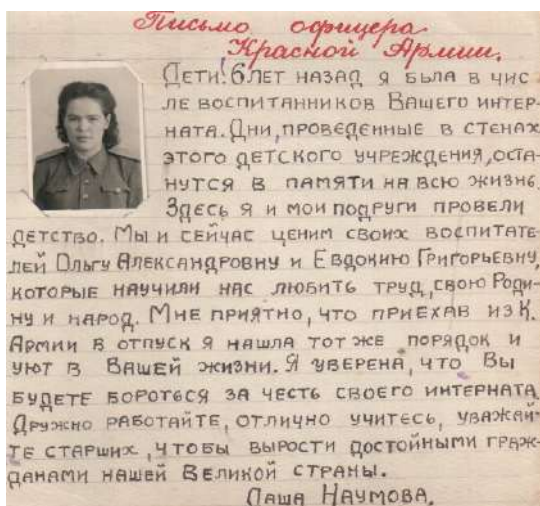 Письмо офицера
Красной Армии.
Дети! 6 лет назад я была в чис
ле воспитанников Вашего интер-
ната. Дни, проведенные в стенах
этого детского учреждения, оста-
нутся в памяти на всю жизнь.
Здесь я и мои подруги провели
детство. Мы и сейчас ценим своих воспитате-
лей Ольгу Александровну и Евдокию Григорьевну,
которые научили нас любить труд, свою Роди-
ну и народ. Мне приятно, что приехав из К.
Армии в отпуск я нашла тот же порядок и
уют в Вашей жизни. Я уверена, что Вы
будете бороться за честь своего интерната
Дружно работайте, отлично учитесь, уважай-
те старших, чтобы вырости достойными граж-
данами нашей Великой страны.
Паша Наумова.